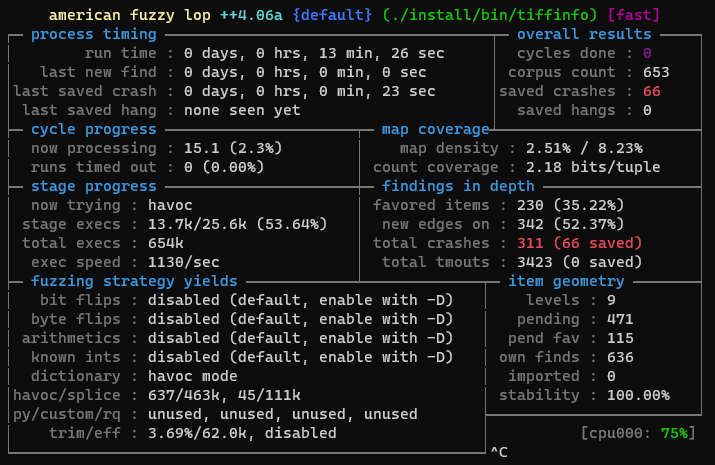 american fuzzy lop ++4.06a {default} (./install/bin/tiffinfo) [fast]
process timing overall results
run time : 0 days, 0 hrs, 13 min, 26 sec cycles done : 0
last new find : 0 days, 0 hrs, 0 min, 0 sec corpus count : 653
last saved crash : 0 days, 0 hrs, 0 min, 23 sec saved crashes : 66
last saved hang : none seen yet saved hangs : 0
cycle progress map coverage
now processing : 15.1 (2.3%) map density : 2.51% / 8.23%
runs timed out : 0 (0.00%) count coverage : 2.18 bits/tuple
stage progress findings in depth
now trying : havoc favored items : 230 (35.22%)
stage execs : 13.7k/25.6k (53.64%) new edges on : 342 (52.37%)
total execs : 654k total crashes : 311 (66 saved)
exec speed : 1130/sec total tmouts : 3423 (0 saved)
fuzzing strategy yields item geometry
bit flips : disabled (default, enable with -D) levels : 9
byte flips : disabled (default, enable with -D) pending : 471
arithmetics : disabled (default, enable with -D) pend fav : 115
known ints : disabled (default, enable with -D) own finds : 636
dictionary : havoc mode imported : 0
havoc/splice : 637/463k, 45/111k stability : 100.00%
py/custom/rq : unused, unused, unused, unused
trim/eff : 3.69%/62.0k, disabled [cpu000: 75%]
^C